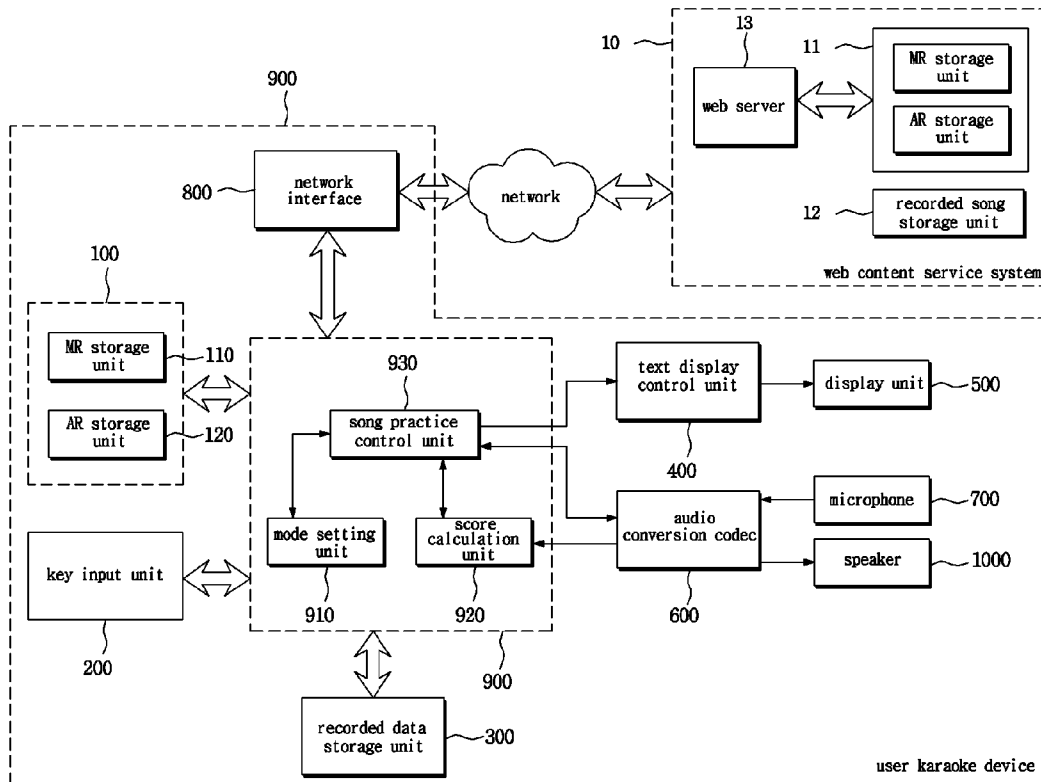 10
13
11
MR storage
unit
web server
AR storage
unit
12
recorded song
storage unit
web content service system
900
800
network
interface
network
100
MR storage
unit
110
AR storage
unit
120
930
song practice
control unit
text display
control unit
400
display unit
500
mode setting
unit
910
score
calculation
unit
920
audio
conversion codec
600
microphone
700
speaker
1000
key input unit
200
900
recorded data
storage unit
300
user karaoke device